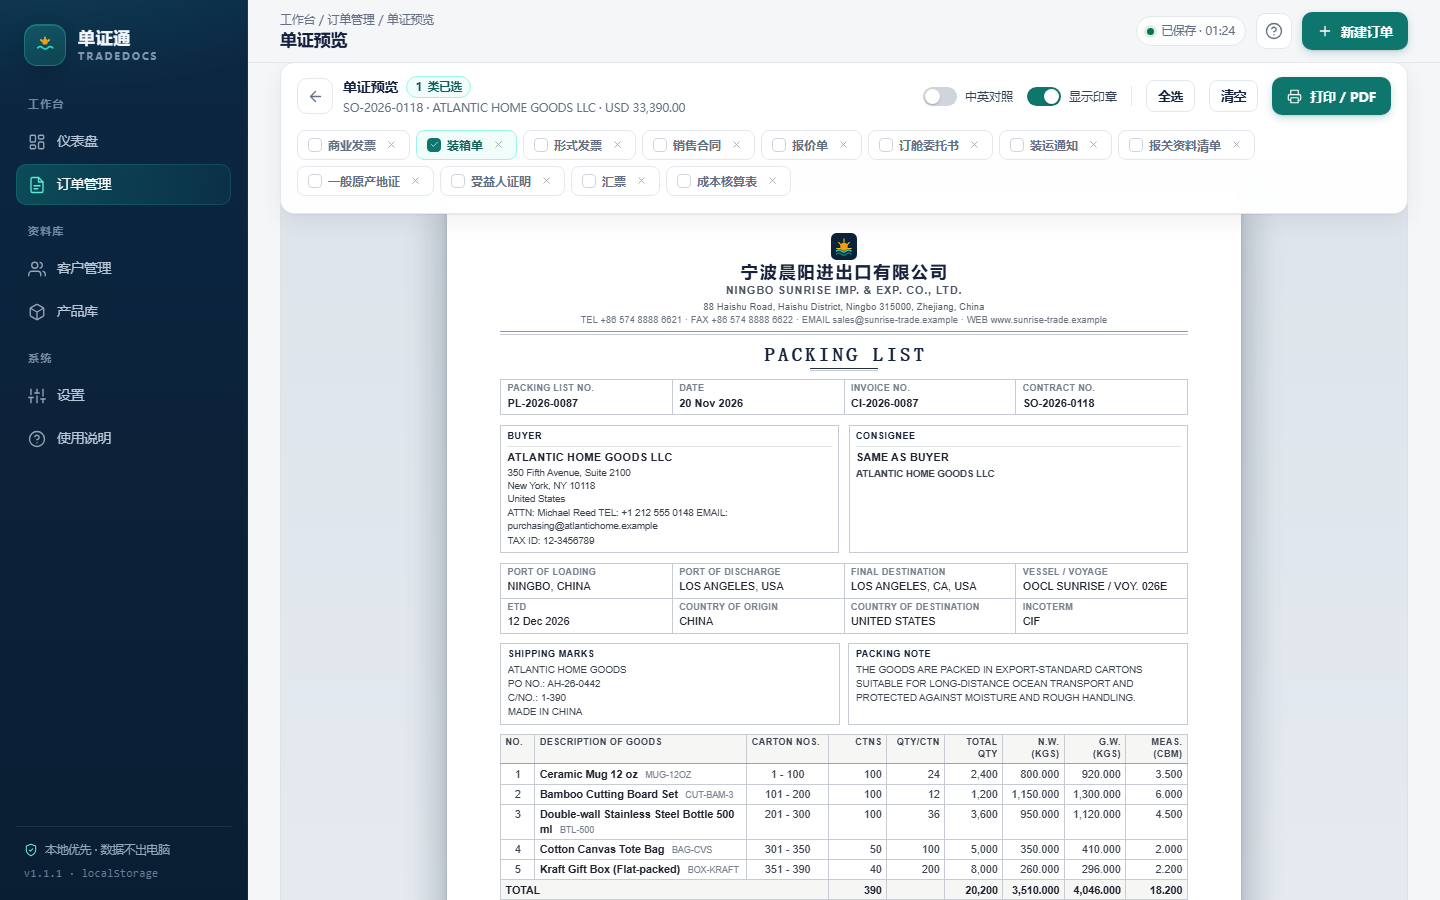 单证通
TRADEDOCS
工作台
仪表盘
订单管理
资料库
客户管理
产品库
系统
设置
使用说明
本地优先 · 数据不出电脑
v1.1.1 · localStorage
工作台 / 订单管理 / 单证预览
单证预览
已保存 · 01:24
新建订单
单证预览 1 类已选
SO-2026-0118 · ATLANTIC HOME GOODS LLC · USD 33,390.00
中英对照 显示印章 全选 清空 打印 / PDF
商业发票 装箱单 形式发票 销售合同 报价单 订舱委托书 装运通知 报关资料清单
一般原产地证 受益人证明 汇票 成本核算表
宁波晨阳进出口有限公司
NINGBO SUNRISE IMP. & EXP. CO., LTD.
88 Haishu Road, Haishu District, Ningbo 315000, Zhejiang, China
TEL +86 574 8888 6621 · FAX +86 574 8888 6622 · EMAIL sales@sunrise-trade.example · WEB www.sunrise-trade.example
PACKING LIST
PACKING LIST NO. DATE INVOICE NO. CONTRACT NO.
PL-2026-0087 20 Nov 2026 CI-2026-0087 SO-2026-0118
BUYER
ATLANTIC HOME GOODS LLC
350 Fifth Avenue, Suite 2100
New York, NY 10118
United States
ATTN: Michael Reed TEL: +1 212 555 0148 EMAIL:
purchasing@atlantichome.example
TAX ID: 12-3456789
CONSIGNEE
SAME AS BUYER
ATLANTIC HOME GOODS LLC
PORT OF LOADING PORT OF DISCHARGE FINAL DESTINATION VESSEL / VOYAGE
NINGBO, CHINA LOS ANGELES, USA LOS ANGELES, CA, USA OOCL SUNRISE / VOY. 026E
ETD COUNTRY OF ORIGIN COUNTRY OF DESTINATION INCOTERM
12 Dec 2026 CHINA UNITED STATES CIF
SHIPPING MARKS
ATLANTIC HOME GOODS
PO NO.: AH-26-0442
C/NO.: 1-390
MADE IN CHINA
PACKING NOTE
THE GOODS ARE PACKED IN EXPORT-STANDARD CARTONS
SUITABLE FOR LONG-DISTANCE OCEAN TRANSPORT AND
PROTECTED AGAINST MOISTURE AND ROUGH HANDLING.
NO. DESCRIPTION OF GOODS CARTON NOS. CTNS QTY/CTN TOTAL QTY N.W. (KGS) G.W. (KGS) MEAS. (CBM)
1 Ceramic Mug 12 oz MUG-12OZ 1 - 100 100 24 2,400 800.000 920.000 3.500
2 Bamboo Cutting Board Set CUT-BAM-3 101 - 200 100 12 1,200 1,150.000 1,300.000 6.000
3 Double-wall Stainless Steel Bottle 500 ml BTL-500 201 - 300 100 36 3,600 950.000 1,120.000 4.500
4 Cotton Canvas Tote Bag BAG-CVS 301 - 350 50 100 5,000 350.000 410.000 2.000
5 Kraft Gift Box (Flat-packed) BOX-KRAFT 351 - 390 40 200 8,000 260.000 296.000 2.200
TOTAL 390 20,200 3,510.000 4,046.000 18.200